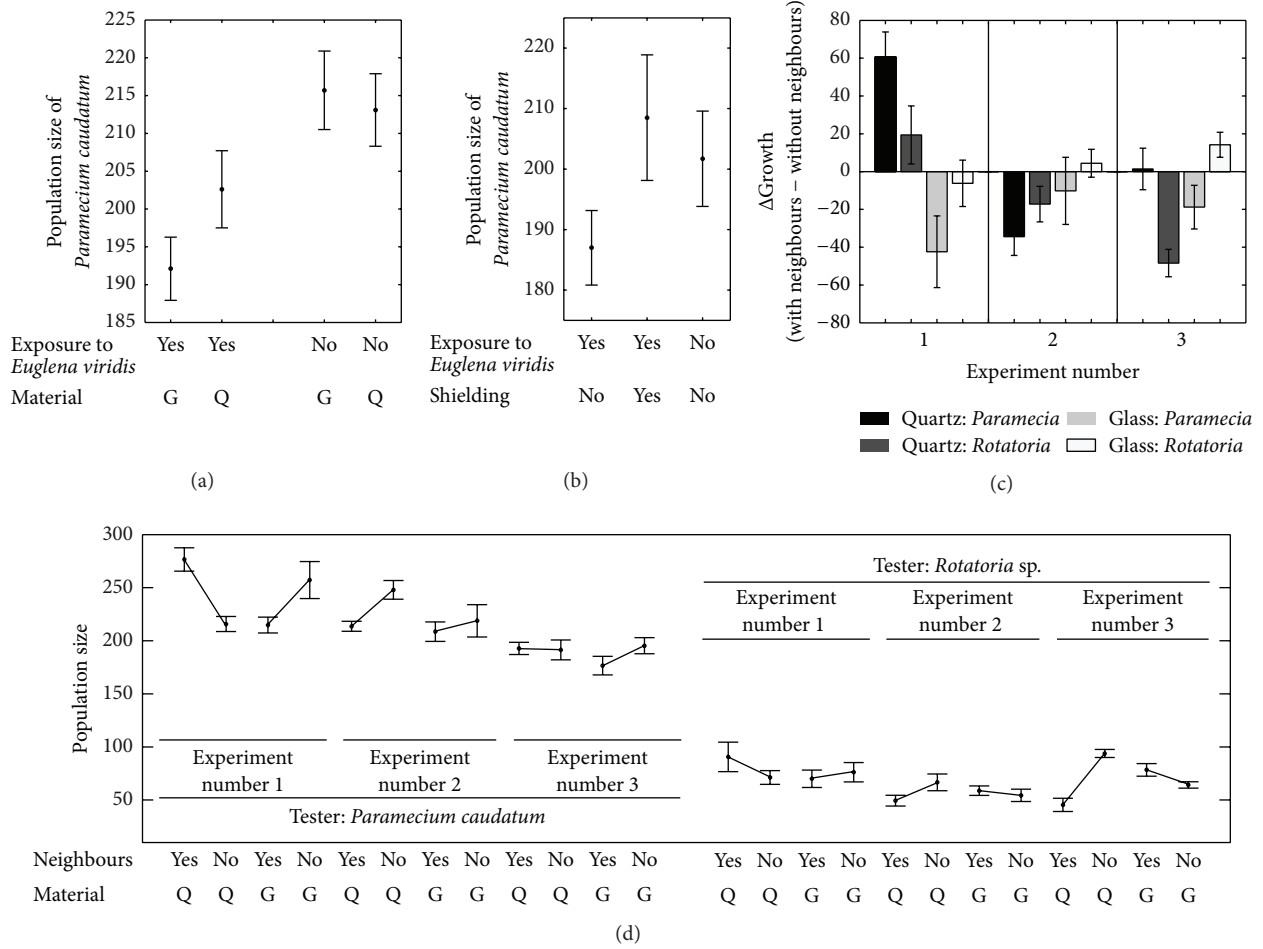 Population size of
Paramecium caudatum
225
220
215
210
205
200
195
190
185
Exposure to
Euglena viridis
Yes Yes No No
Material
G Q G Q
(a)
Population size of
Paramecium caudatum
220
210
200
190
180
Exposure to
Euglena viridis
Yes Yes No
Shielding
No Yes No
(b)
ΔGrowth
(with neighbours − without neighbours)
80
60
40
20
0
−20
−40
−60
−80
1 2 3
Experiment number
Quartz: Paramecia
Glass: Paramecia
Quartz: Rotatoria
Glass: Rotatoria
(c)
Population size
300
250
200
150
100
50
Experiment
number 1
Experiment
number 2
Experiment
number 3
Tester: Paramecium caudatum
Tester: Rotatoria sp.
Experiment
number 1
Experiment
number 2
Experiment
number 3
Neighbours Yes No Yes No Yes No Yes No Yes No Yes No Yes No Yes No Yes No Yes No Yes No Yes No
Material Q Q G G Q Q G G Q Q G G Q Q G G Q Q G G Q Q G G
(d)